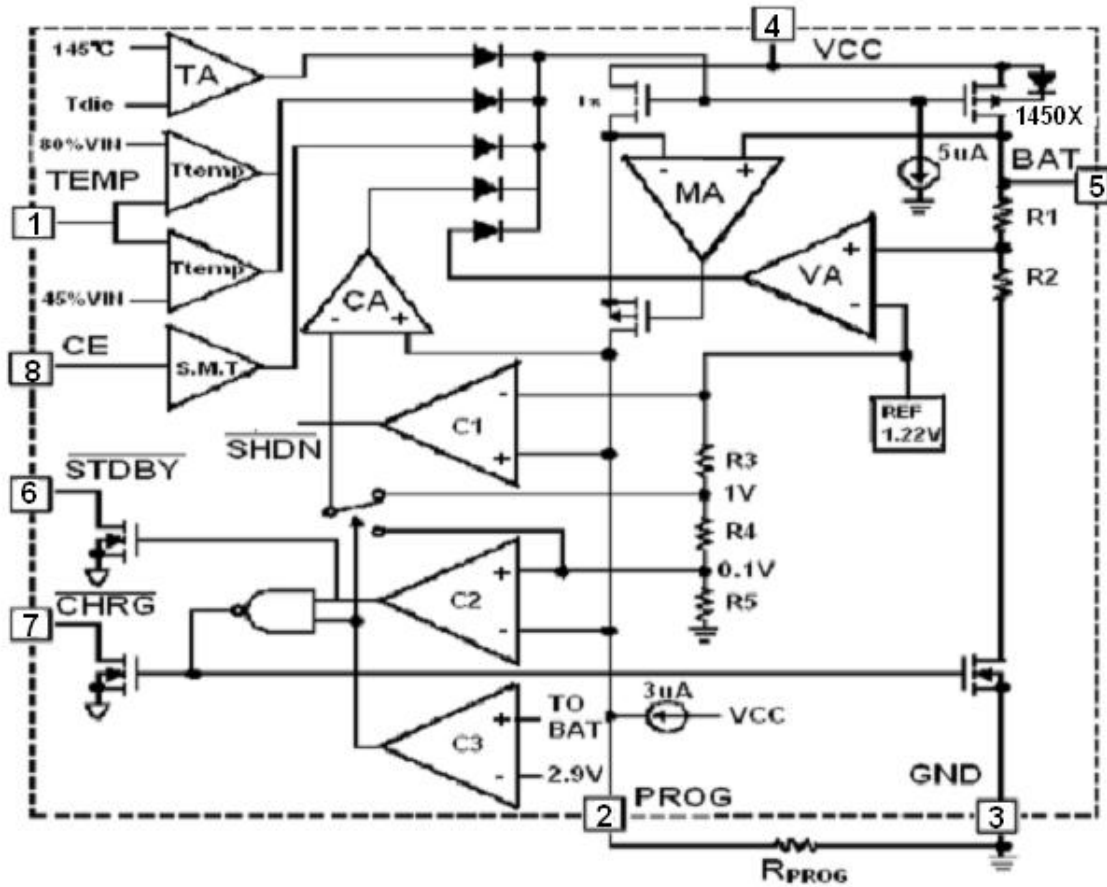 145℃
TA
Tdie
80%VIN
Ttemp
TEMP
1
Ttemp
45%VIN
CE
8
S.M.T
4
VCC
1x
1450X
5uA
BAT
5
MA
- +
R1
R2
VA
+
-
CA
- +
C1
-
+
SHDN
REF
1.22V
R3
1V
R4
0.1V
R5
STDBY
6
C2
+
-
CHRG
7
3uA
VCC
C3
+
-
TO
BAT
2.9V
GND
2
PROG
3
RPROG